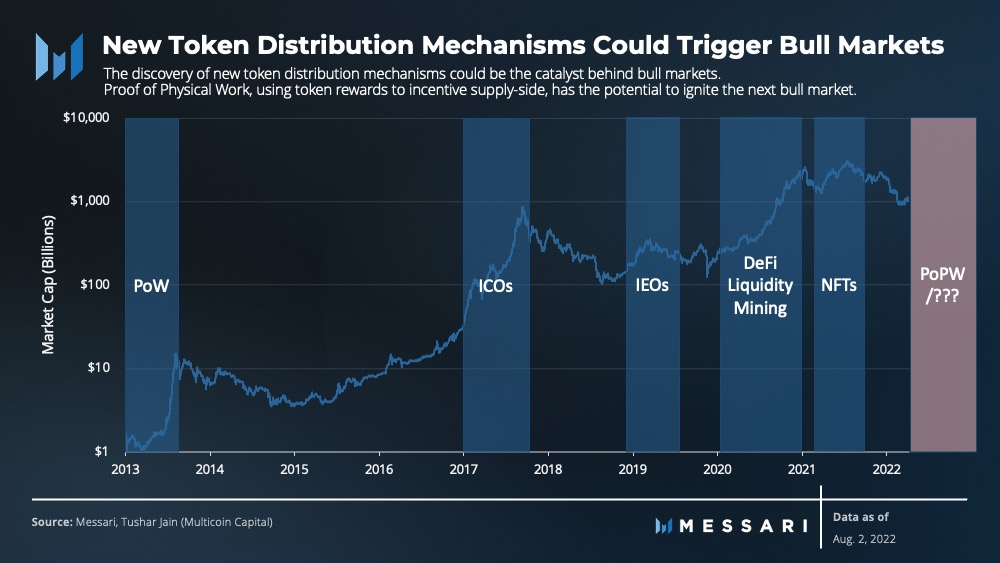 New Token Distribution Mechanisms Could Trigger Bull Markets
The discovery of new token distribution mechanisms could be the catalyst behind bull markets.
Proof of Physical Work, using token rewards to incentive supply-side, has the potential to ignite the next bull market.
Market Cap (Billions)
$10,000
$1,000
$100
$10
$1
PoW
ICOs
IEOs
DeFi
Liquidity
Mining
NFTs
PoPW
/???
2013 2014 2015 2016 2017 2018 2019 2020 2021 2022
Source: Messari, Tushar Jain (Multicoin Capital)
MESSARI
Data as of
Aug. 2, 2022